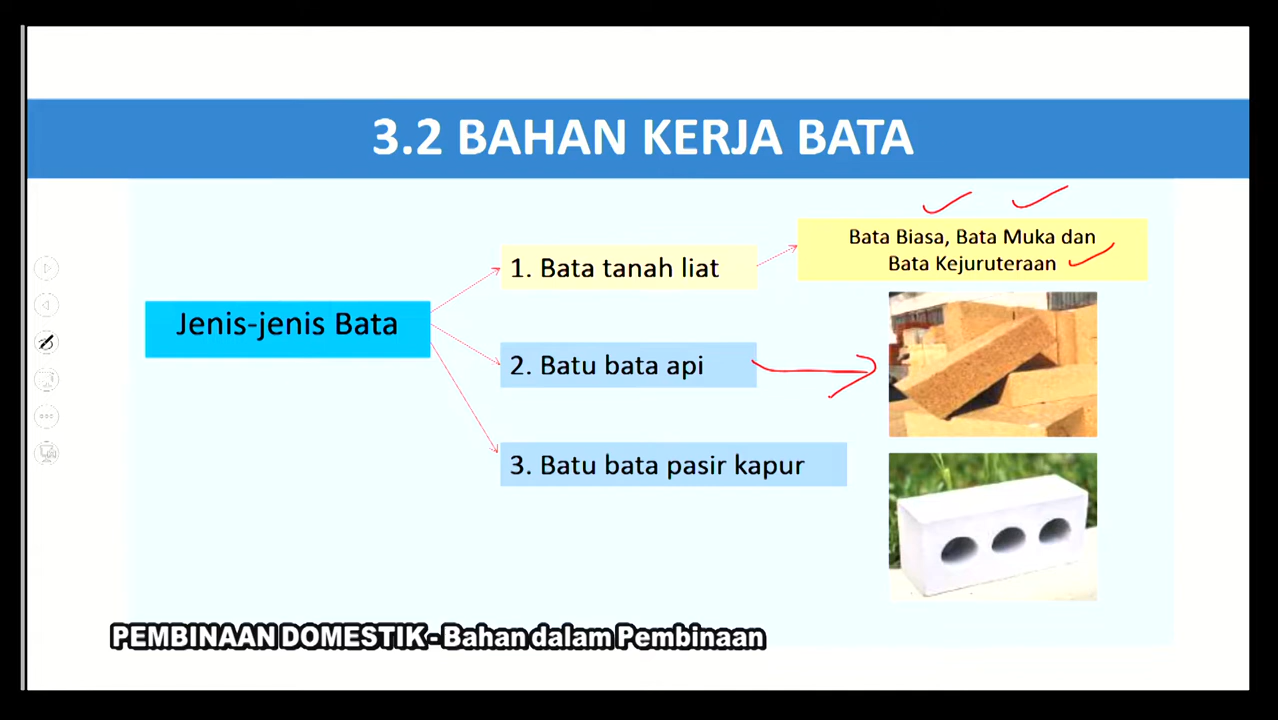 3.2 BAHAN KERJA BATA
Bata Biasa, Bata Muka dan
Bata Kejuruteraan
1. Bata tanah liat
Jenis-jenis Bata
2. Batu bata api
3. Batu bata pasir kapur
PEMBINAAN DOMESTIK - Bahan dalam Pembinaan